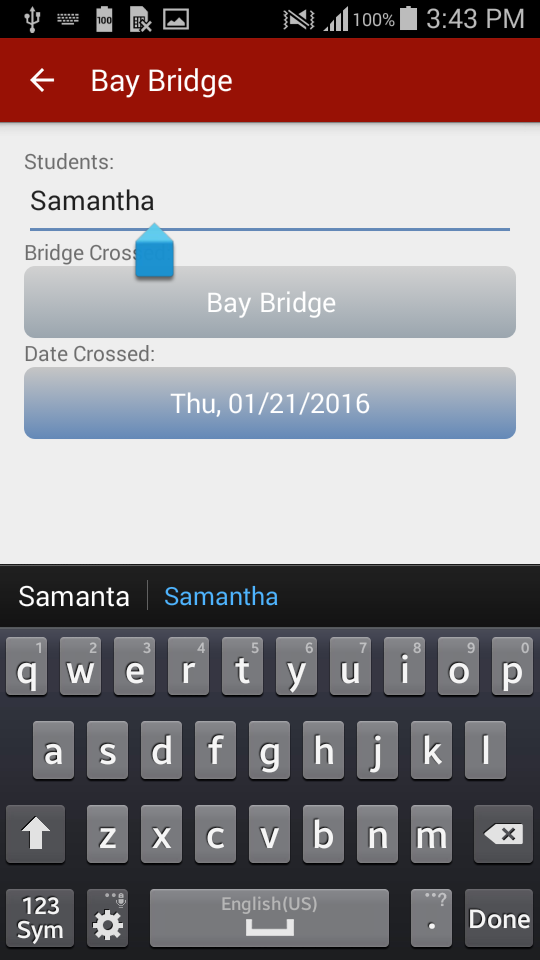 100 100% 3:43 PM
Bay Bridge
Students:
Samantha
Bridge Cross
Bay Bridge
Date Crossed:
Thu, 01/21/2016
Samanta Samantha
1 2 3 4 5 6 7 8 9 0
q w e r t y u i o p
a s d f g h j k l
z x c v b n m
123 Sym English(US) ...? . Done